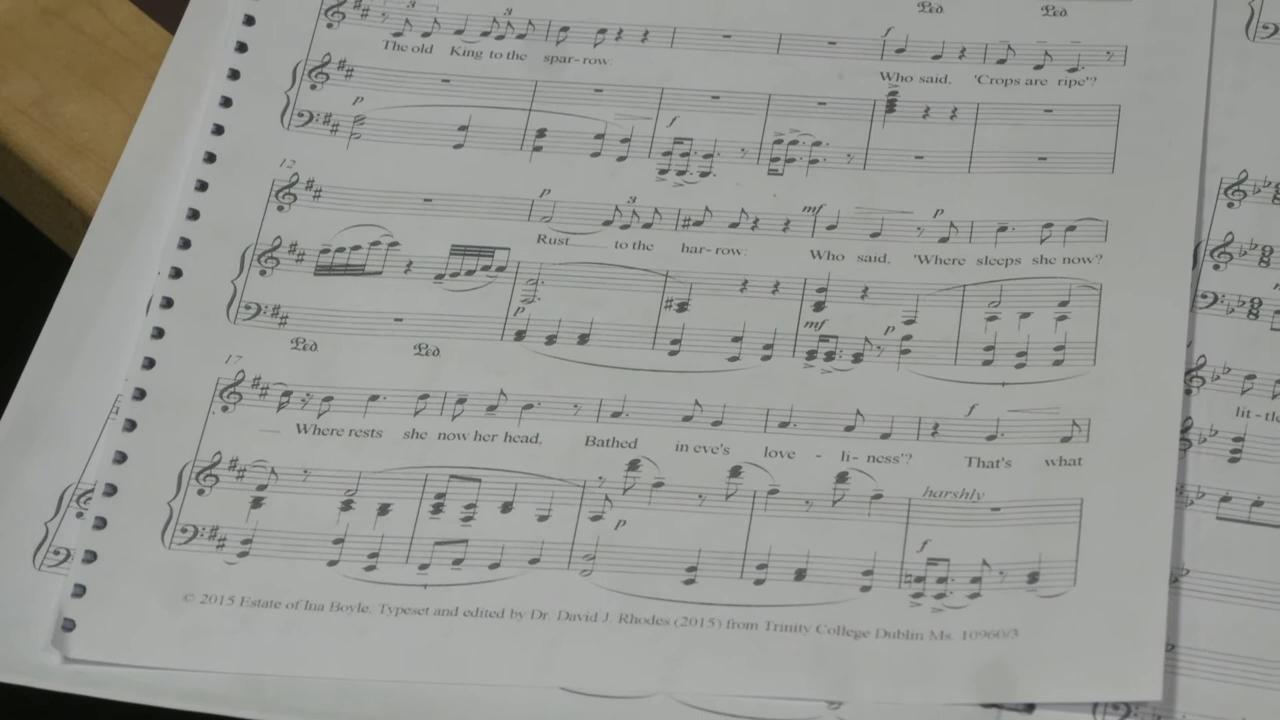 Ped. Ped.
3 3 f
The old King to the spar-row:
Who said, 'Crops are ripe'?
p f
12
p 3 mf p
Rust to the har-row: Who said, 'Where sleeps she now?
p mf p
Ped. Ped.
17
f
Where rests she now her head, Bathed in eve's love - li- ness'? That's what
harshly
p f
© 2015 Estate of Ina Boyle. Typeset and edited by Dr. David J. Rhodes (2015) from Trinity College Dublin Ms. 10960/3